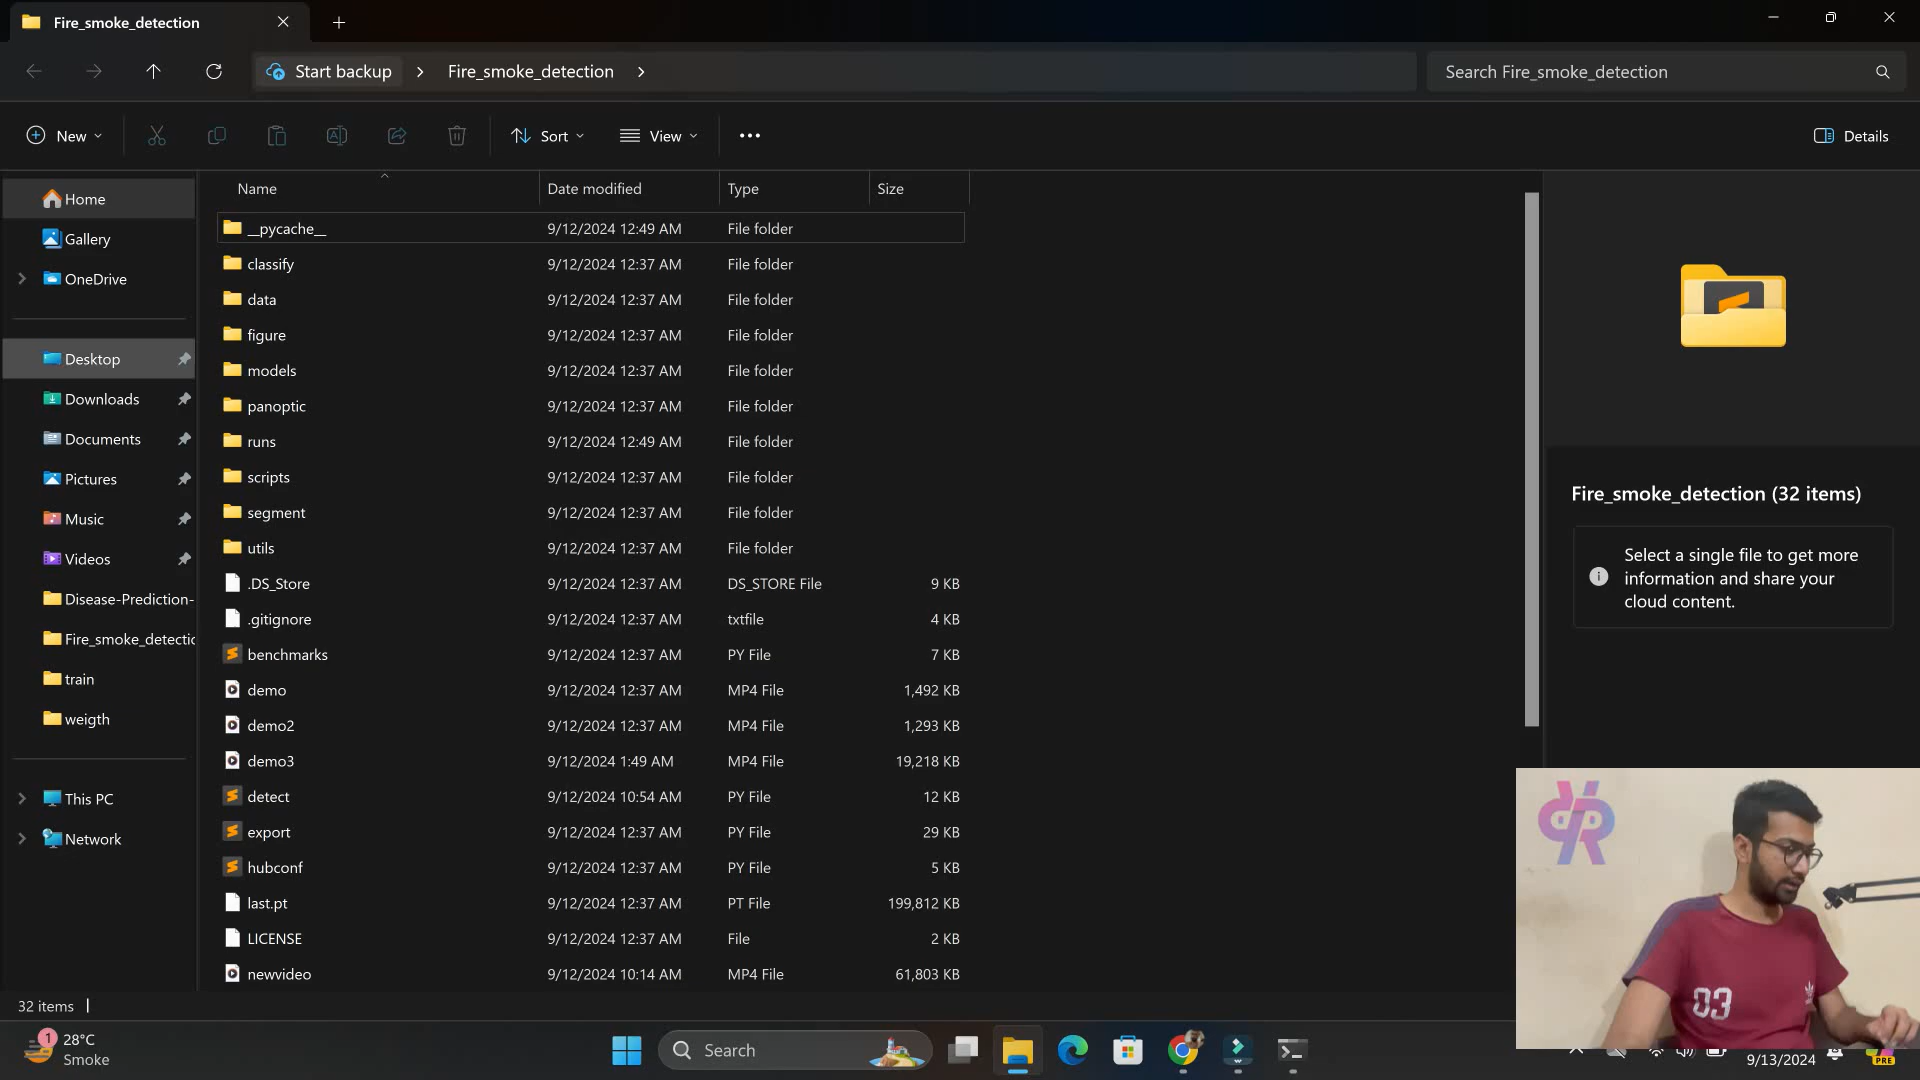 Fire_smoke_detection
Start backup Fire_smoke_detection
Search Fire_smoke_detection
New Sort View Details
Name Date modified Type Size
Home
Gallery
OneDrive
Desktop
Downloads
Documents
Pictures
Music
Videos
Disease-Prediction-
Fire_smoke_detectic
train
weigth
This PC
Network
__pycache__ 9/12/2024 12:49 AM File folder
classify 9/12/2024 12:37 AM File folder
data 9/12/2024 12:37 AM File folder
figure 9/12/2024 12:37 AM File folder
models 9/12/2024 12:37 AM File folder
panoptic 9/12/2024 12:37 AM File folder
runs 9/12/2024 12:49 AM File folder
scripts 9/12/2024 12:37 AM File folder
segment 9/12/2024 12:37 AM File folder
utils 9/12/2024 12:37 AM File folder
.DS_Store 9/12/2024 12:37 AM DS_STORE File 9 KB
.gitignore 9/12/2024 12:37 AM txtfile 4 KB
benchmarks 9/12/2024 12:37 AM PY File 7 KB
demo 9/12/2024 12:37 AM MP4 File 1,492 KB
demo2 9/12/2024 12:37 AM MP4 File 1,293 KB
demo3 9/12/2024 1:49 AM MP4 File 19,218 KB
detect 9/12/2024 10:54 AM PY File 12 KB
export 9/12/2024 12:37 AM PY File 29 KB
hubconf 9/12/2024 12:37 AM PY File 5 KB
last.pt 9/12/2024 12:37 AM PT File 199,812 KB
LICENSE 9/12/2024 12:37 AM File 2 KB
newvideo 9/12/2024 10:14 AM MP4 File 61,803 KB
Fire_smoke_detection (32 items)
Select a single file to get more
information and share your
cloud content.
03
32 items
1
28°C
Smoke
Search
9/13/2024
PRE